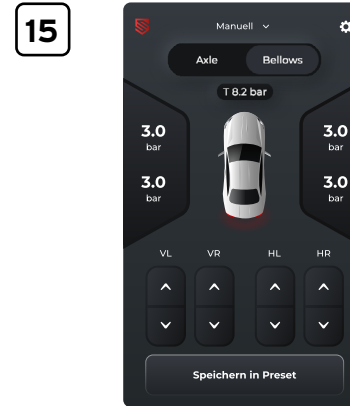 15
Manuell
Axle Bellows
T 8.2 bar
3.0 3.0
bar bar
3.0 3.0
bar bar
VL VR HL HR
Speichern in Preset